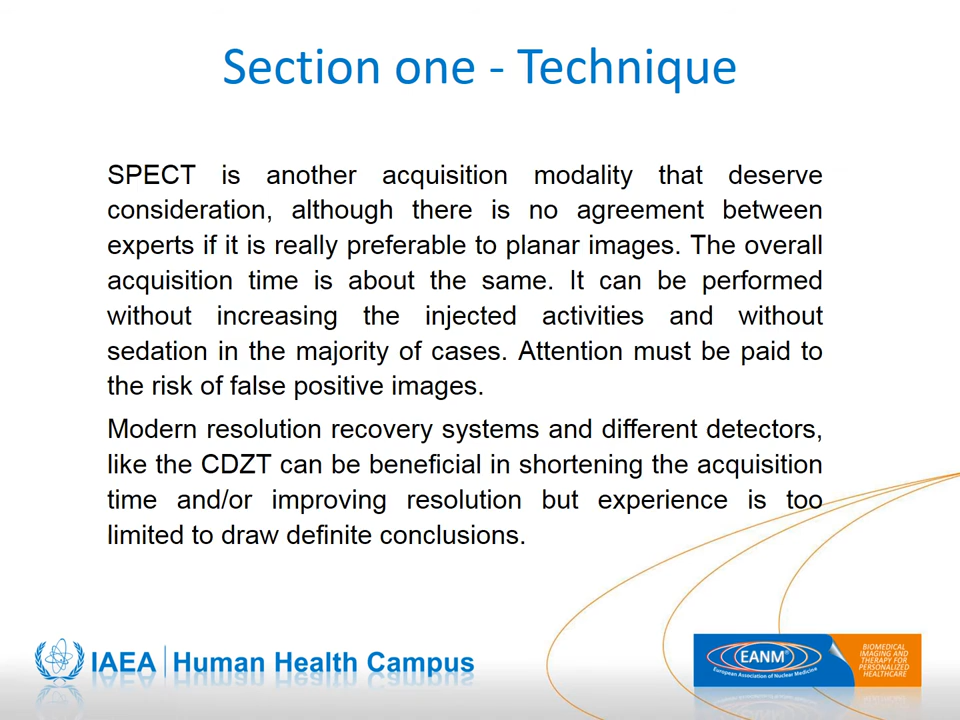 Section one - Technique
SPECT is another acquisition modality that deserve
consideration, although there is no agreement between
experts if it is really preferable to planar images. The overall
acquisition time is about the same. It can be performed
without increasing the injected activities and without
sedation in the majority of cases. Attention must be paid to
the risk of false positive images.
Modern resolution recovery systems and different detectors,
like the CDZT can be beneficial in shortening the acquisition
time and/or improving resolution but experience is too
limited to draw definite conclusions.
IAEA | Human Health Campus
EANM®
European Association of Nuclear Medicine
BIOMEDICAL
IMAGING AND
THERAPY FOR
PERSONALIZED
HEALTHCARE